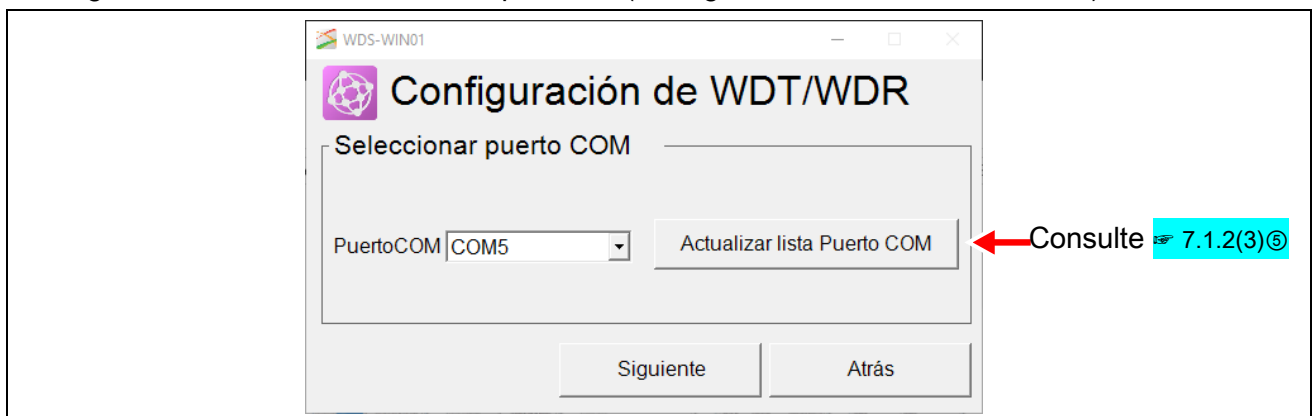 WDS-WIN01
Configuración de WDT/WDR
Seleccionar puerto COM
PuertoCOM COM5 Actualizar lista Puerto COM Consulte ☞ 7.1.2(3)⑤
Siguiente Atrás